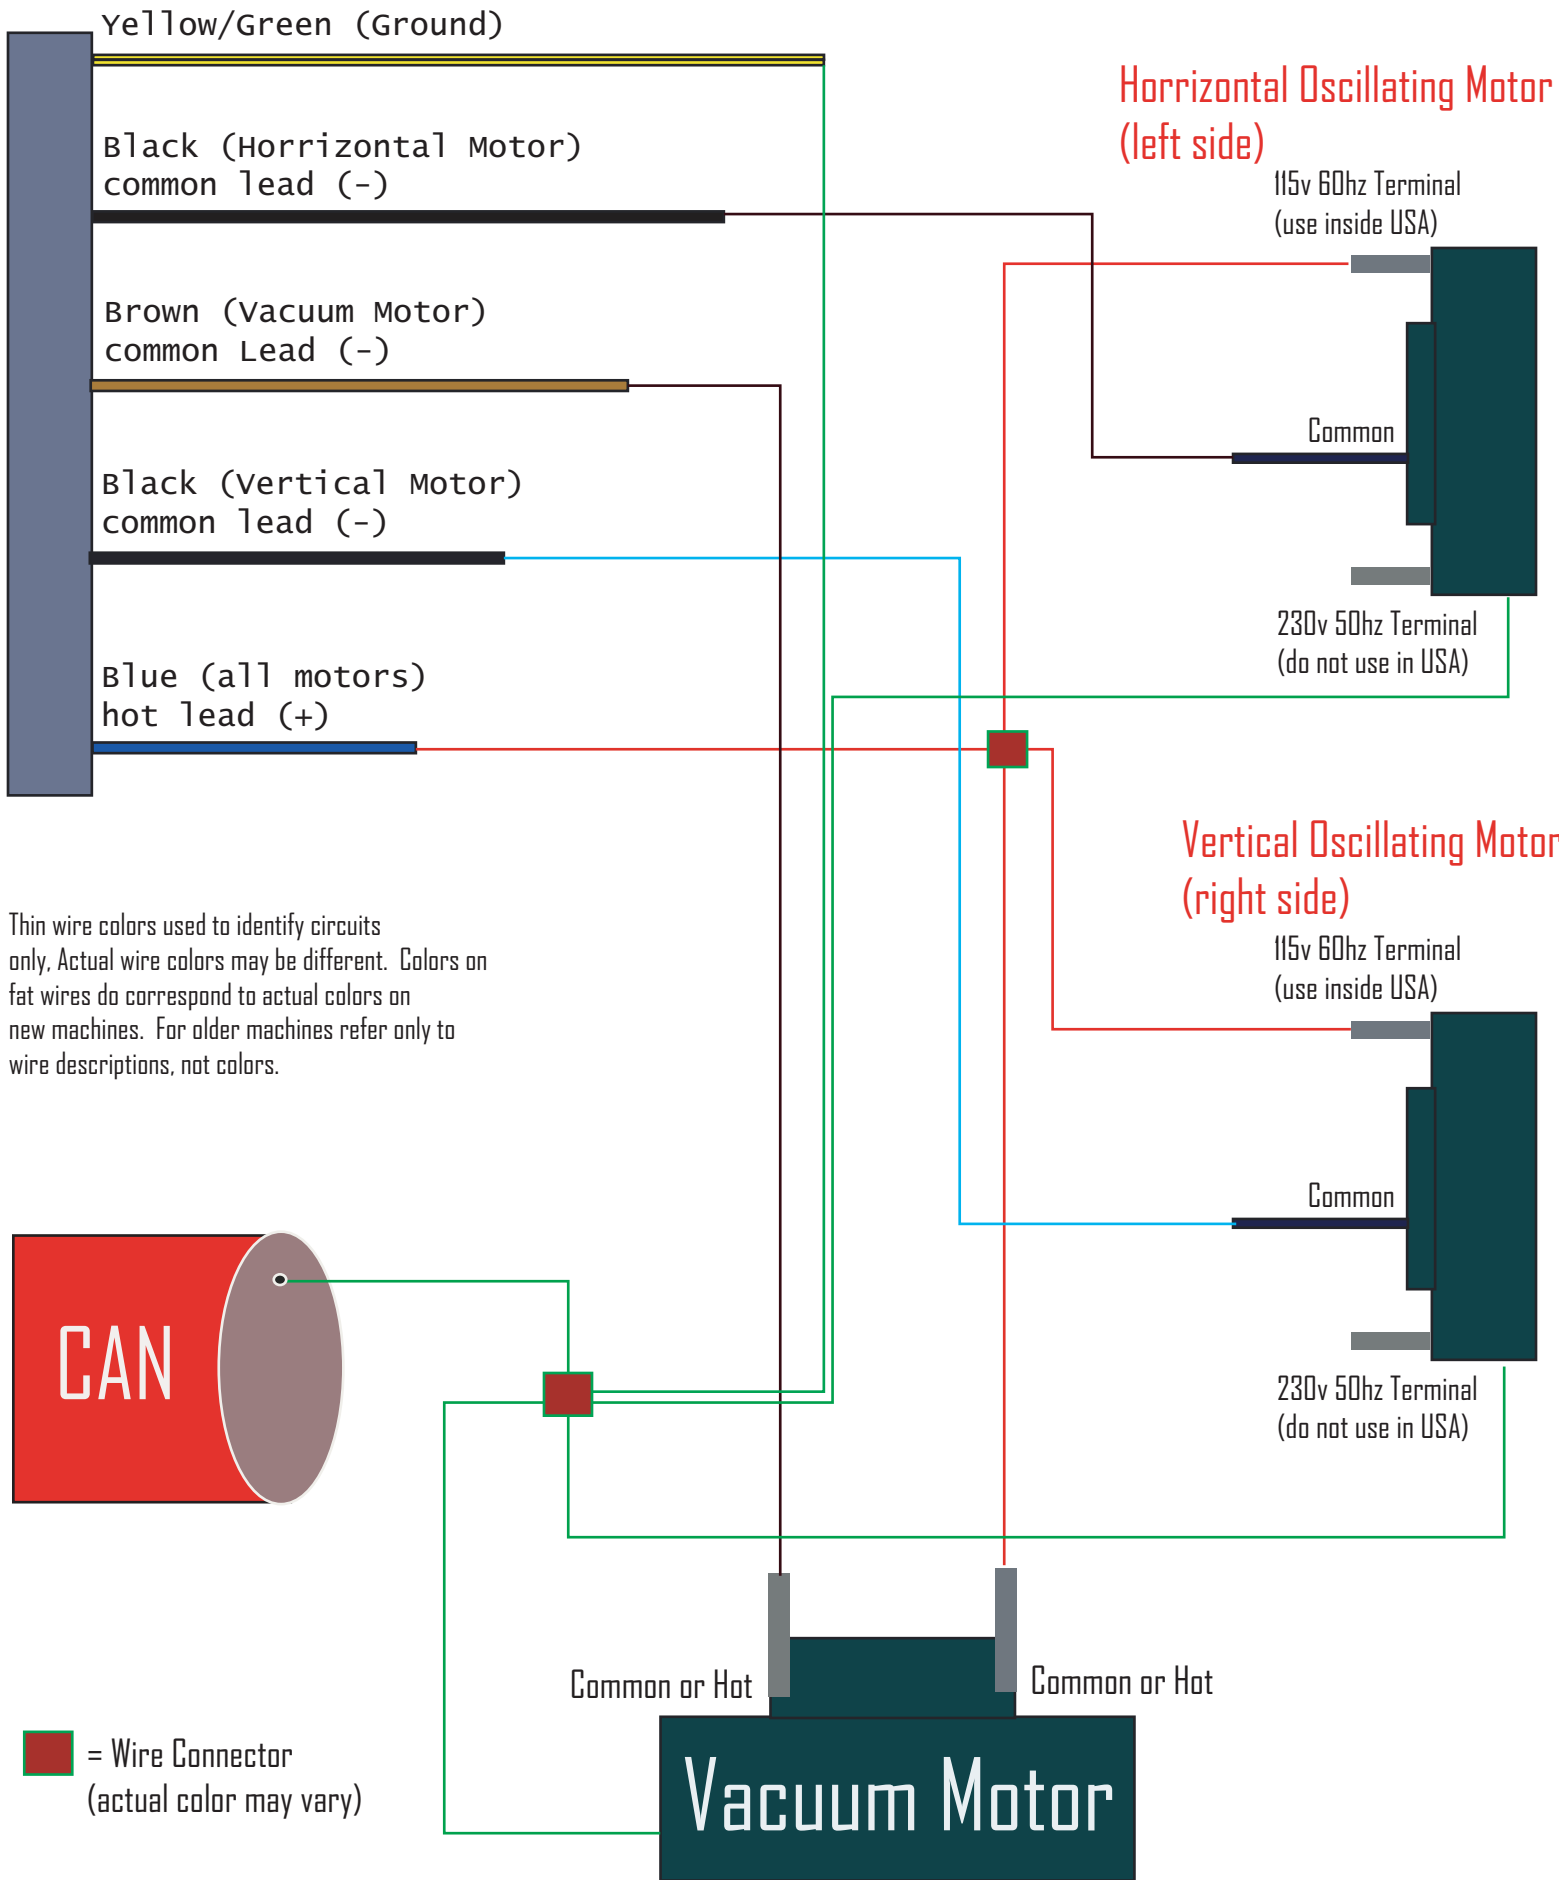 Yellow/Green (Ground)
Black (Horrizontal Motor)
common lead (-)
Brown (Vacuum Motor)
common Lead (-)
Black (Vertical Motor)
common lead (-)
Blue (all motors)
hot lead (+)
Horrizontal Oscillating Motor
(left side)
115v 60hz Terminal
(use inside USA)
Common
230v 50hz Terminal
(do not use in USA)
Vertical Oscillating Motor
(right side)
115v 60hz Terminal
(use inside USA)
Common
230v 50hz Terminal
(do not use in USA)
Thin wire colors used to identify circuits
only, Actual wire colors may be different. Colors on
fat wires do correspond to actual colors on
new machines. For older machines refer only to
wire descriptions, not colors.
CAN
Common or Hot
Common or Hot
Vacuum Motor
= Wire Connector
(actual color may vary)